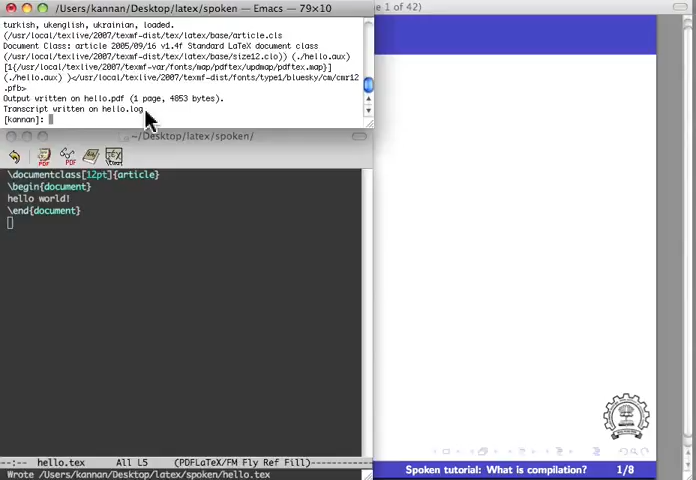 /Users/kannan/Desktop/latex/spoken — Emacs — 79×10
turkish, ukenglish, ukrainian, loaded.
(/usr/local/texlive/2007/texmf-dist/tex/latex/base/article.cls
Document Class: article 2005/09/16 v1.4f Standard LaTeX document class
(/usr/local/texlive/2007/texmf-dist/tex/latex/base/size12.clo)) (./hello.aux)
[1{/usr/local/texlive/2007/texmf-var/fonts/map/pdftex/updmap/pdftex.map}]
(./hello.aux) )</usr/local/texlive/2007/texmf-dist/fonts/type1/bluesky/cm/cmr12
.pfb>
Output written on hello.pdf (1 page, 4853 bytes).
Transcript written on hello.log
[kannan]:
~/Desktop/latex/spoken/
\documentclass[12pt]{article}
\begin{document}
hello world!
\end{document}
--:-- hello.tex All L5 (PDFLaTeX/FM Fly Ref Fill)
Wrote /Users/kannan/Desktop/latex/spoken/hello.tex
1 of 42)
Spoken tutorial: What is compilation? 1/8